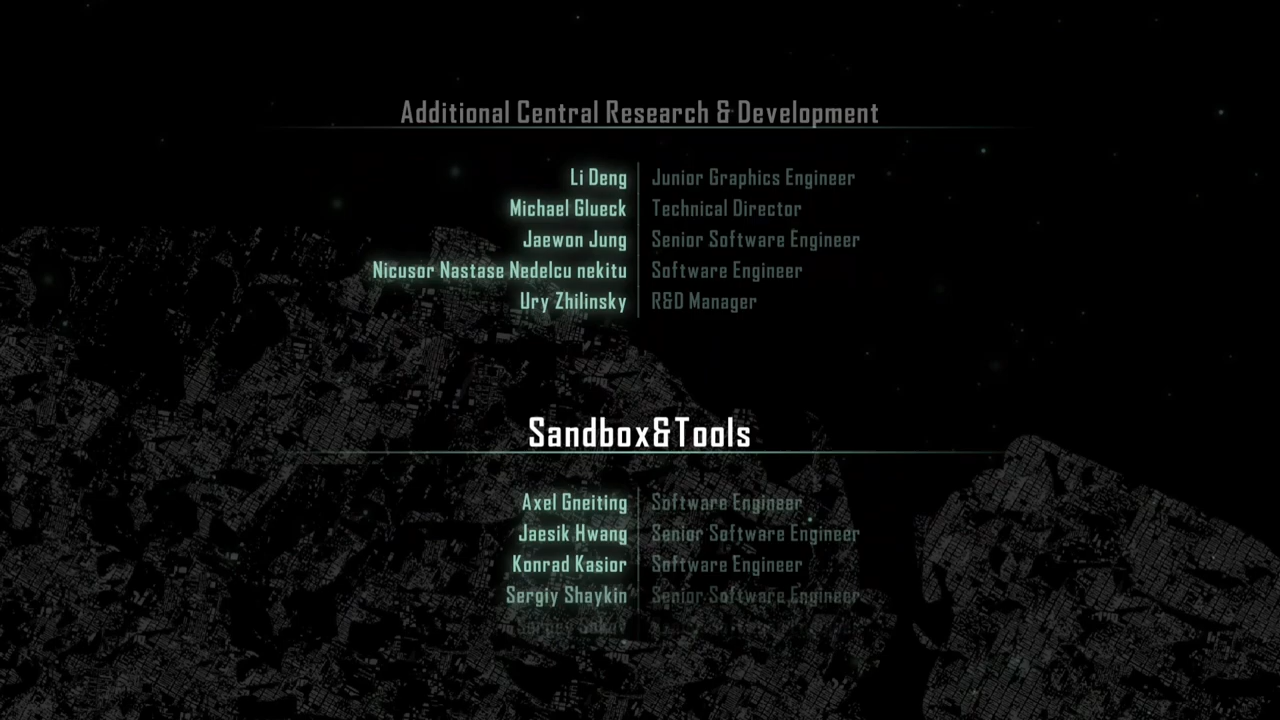 Additional Central Research & Development
Li Deng Junior Graphics Engineer
Michael Glueck Technical Director
Jaewon Jung Senior Software Engineer
Nicusor Nastase Nedelcu nekitu Software Engineer
Ury Zhilinsky R&D Manager
Sandbox&Tools
Axel Gneiting Software Engineer
Jaesik Hwang Senior Software Engineer
Konrad Kasior Software Engineer
Sergiy Shaykin Senior Software Engineer